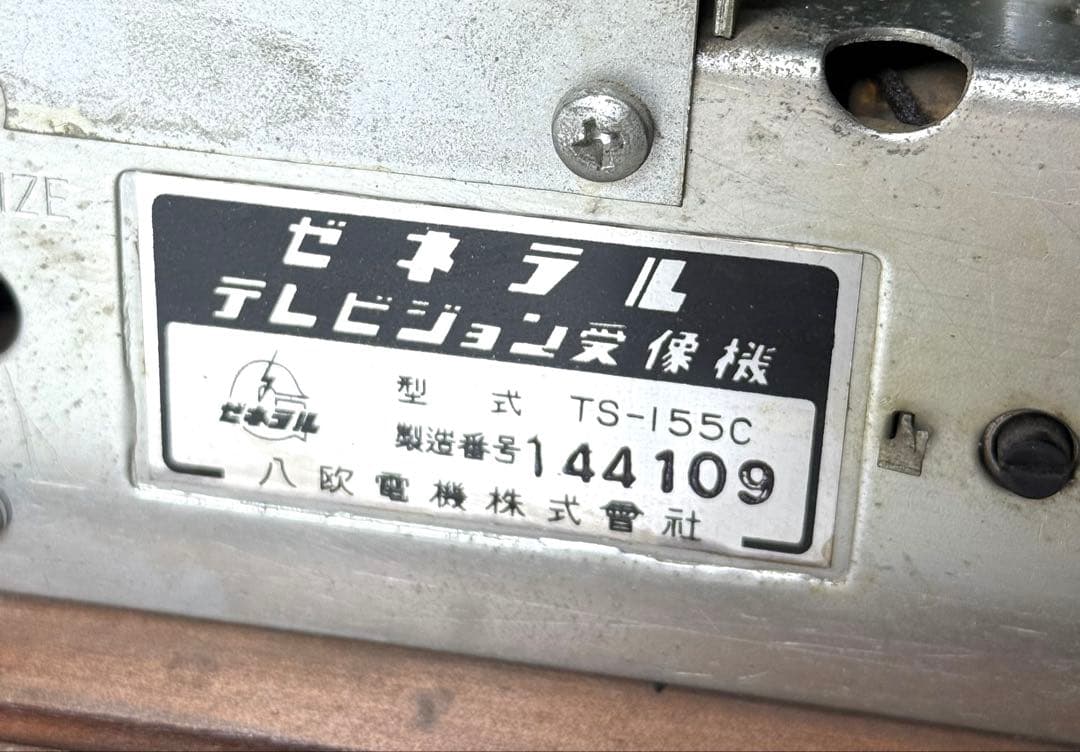 IZE
ゼネラル
テレビジョン受像機
ゼネラル
型式 TS-155C
製造番号 144109
八欧電機株式會社